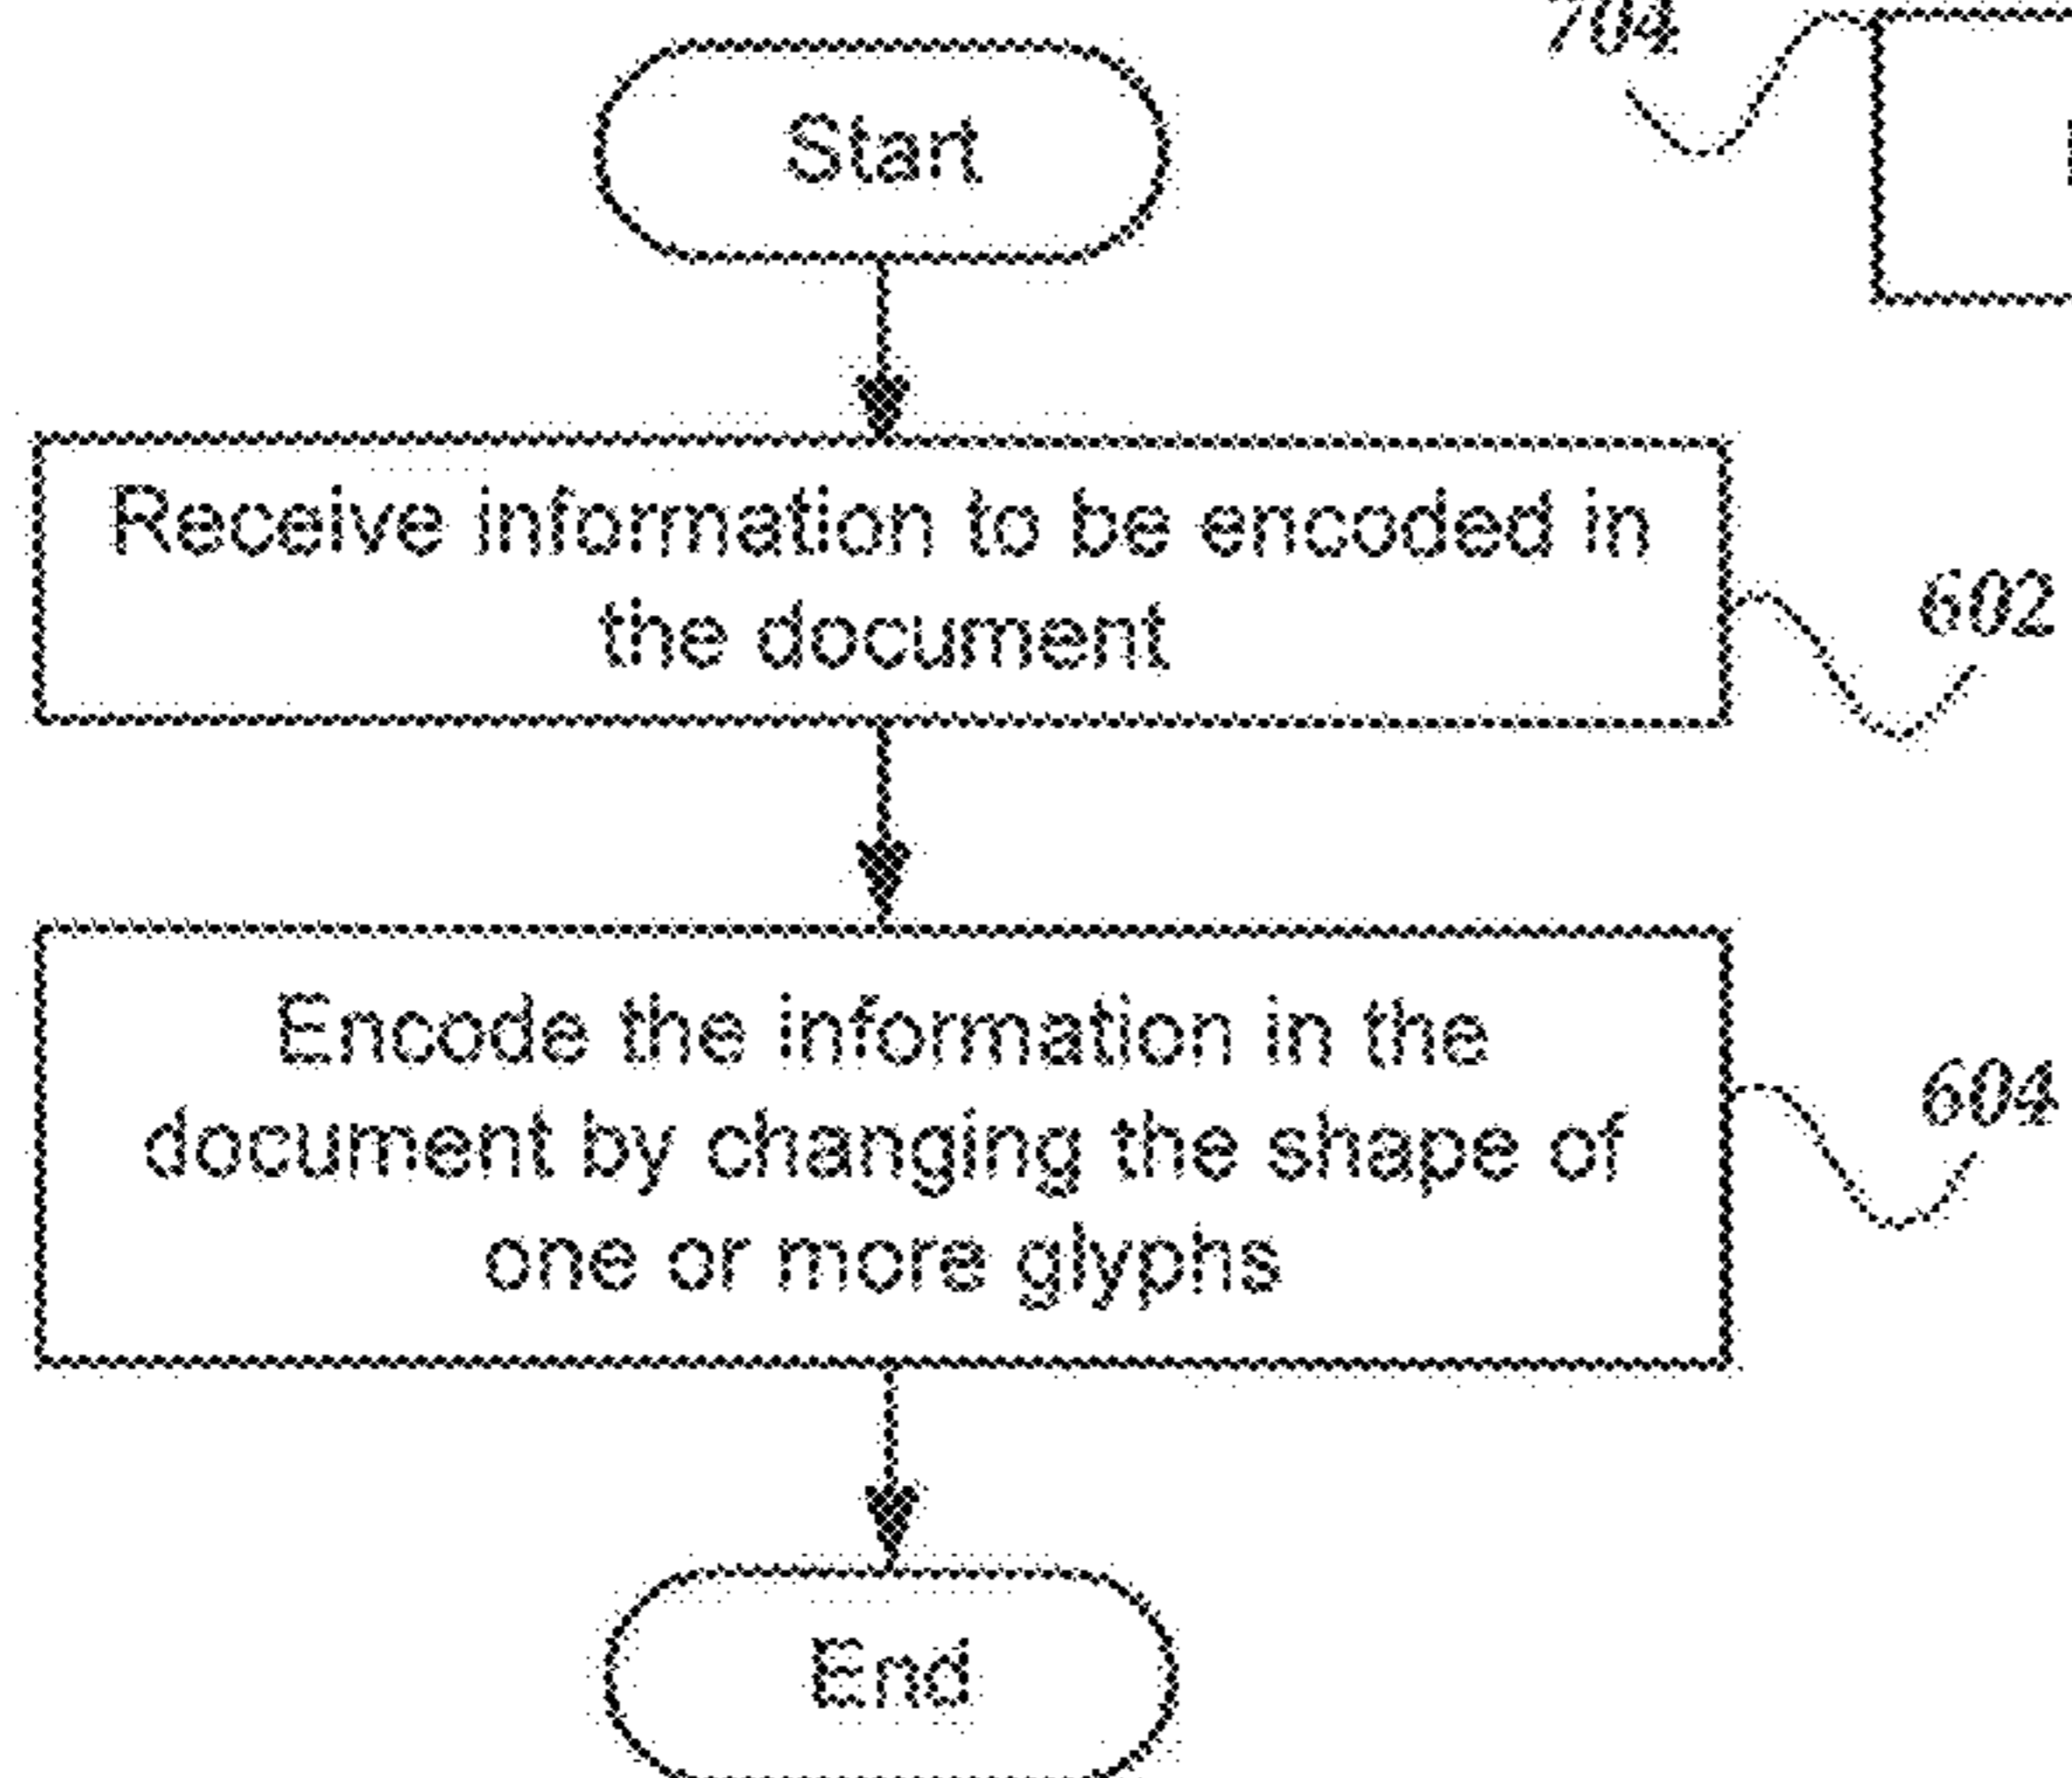 Start
704
Receive information to be encoded in
the document
602
Encode the information in the
document by changing the shape of
one or more glyphs
604
End